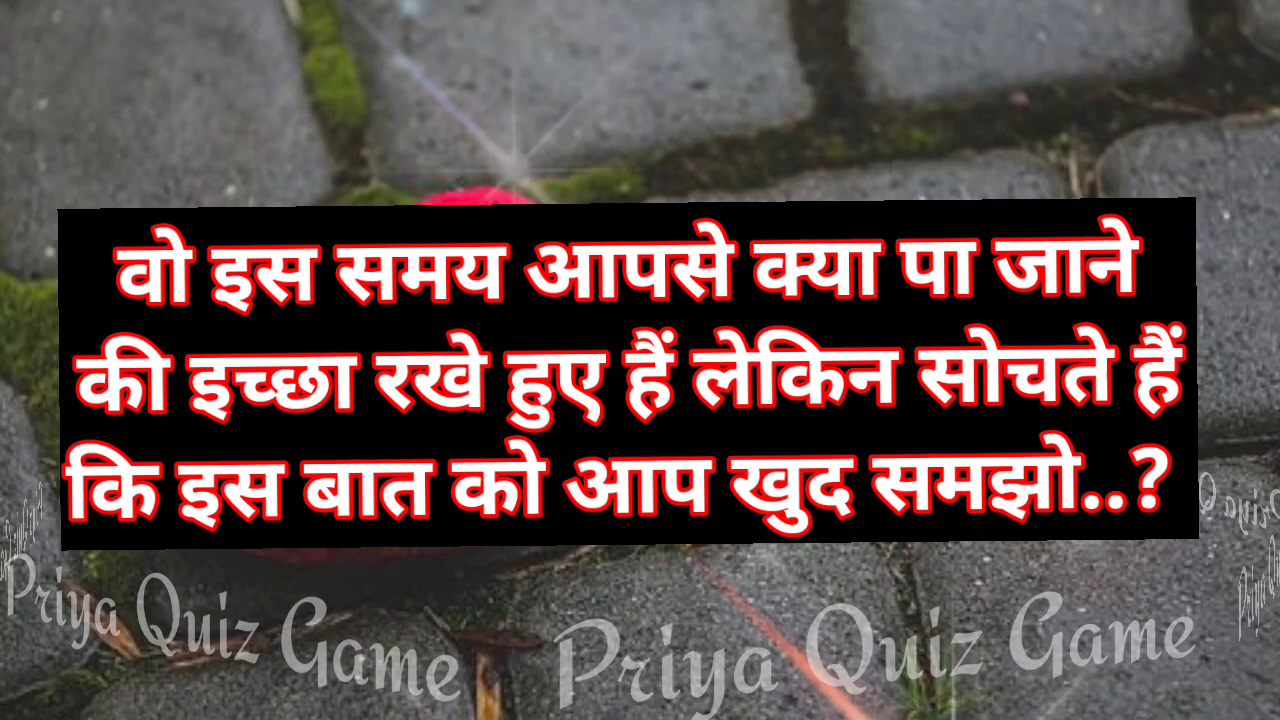 वो इस समय आपसे क्या पा जाने
की इच्छा रखे हुए हैं लेकिन सोचते हैं
कि इस बात को आप खुद समझो..?
Priya Quiz Game Priya Quiz Game